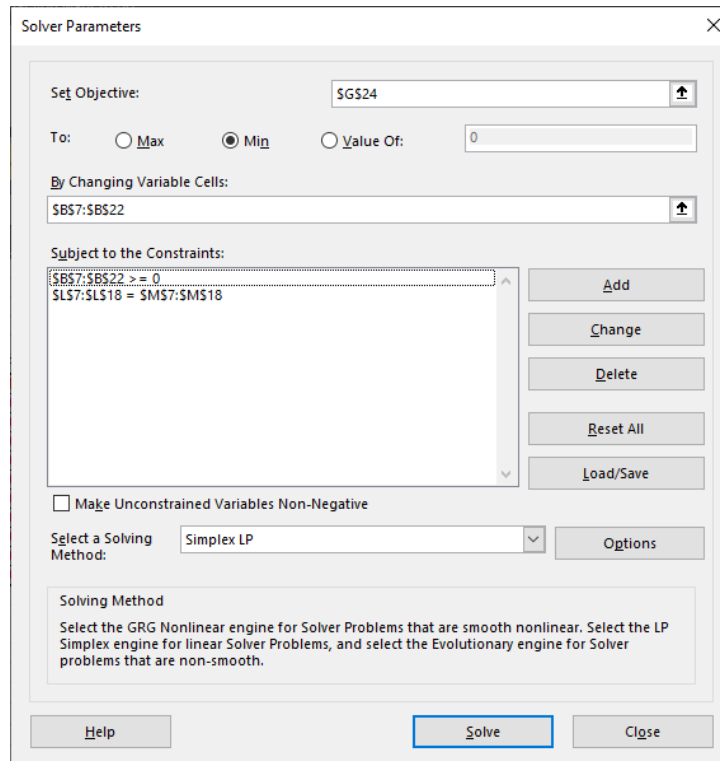 Solver Parameters
Set Objective:
$G$24
To:
Max
Min
Value Of:
0
By Changing Variable Cells:
$B$7:$B$22
Subject to the Constraints:
$B$7:$B$22 >= 0
$L$7:$L$18 = $M$7:$M$18
Add
Change
Delete
Reset All
Load/Save
Make Unconstrained Variables Non-Negative
Select a Solving
Method:
Simplex LP
Options
Solving Method
Select the GRG Nonlinear engine for Solver Problems that are smooth nonlinear. Select the LP
Simplex engine for linear Solver Problems, and select the Evolutionary engine for Solver
problems that are non-smooth.
Help
Solve
Close